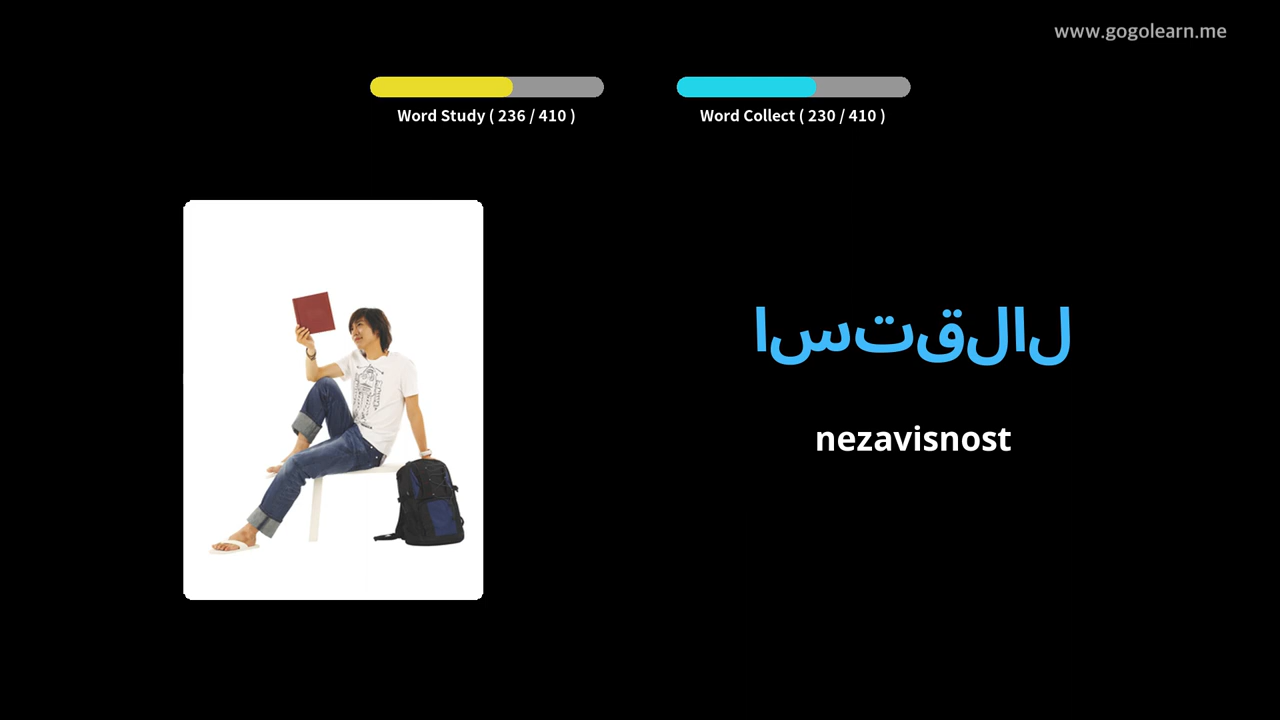 www.gogolearn.me
Word Study ( 236 / 410 )
Word Collect ( 230 / 410 )
استقلال
nezavisnost